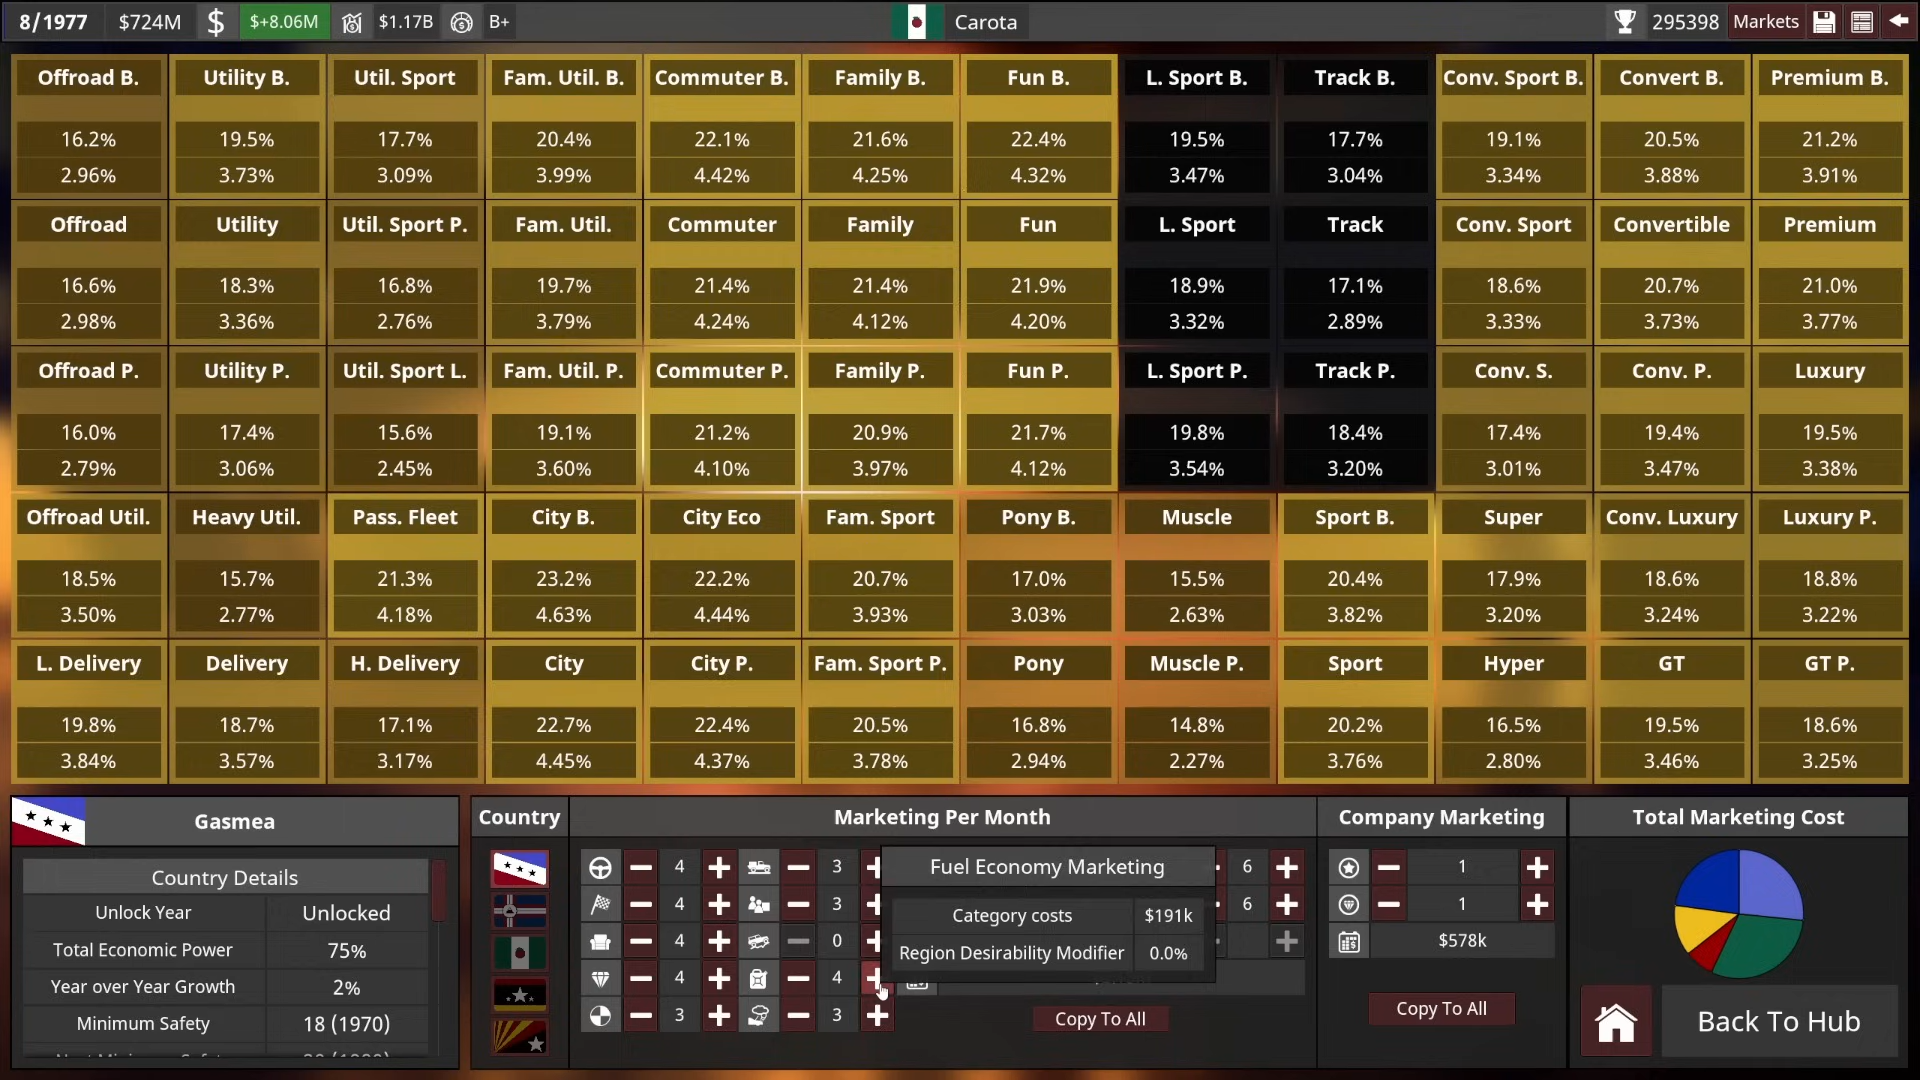 8/1977 $724M $+8.06M $1.17B B+ Carota 295398 Markets
Offroad B. Utility B. Util. Sport Fam. Util. B. Commuter B. Family B. Fun B. L. Sport B. Track B. Conv. Sport B. Convert B. Premium B.
16.2% 19.5% 17.7% 20.4% 22.1% 21.6% 22.4% 19.5% 17.7% 19.1% 20.5% 21.2%
2.96% 3.73% 3.09% 3.99% 4.42% 4.25% 4.32% 3.47% 3.04% 3.34% 3.88% 3.91%
Offroad Utility Util. Sport P. Fam. Util. Commuter Family Fun L. Sport Track Conv. Sport Convertible Premium
16.6% 18.3% 16.8% 19.7% 21.4% 21.4% 21.9% 18.9% 17.1% 18.6% 20.7% 21.0%
2.98% 3.36% 2.76% 3.79% 4.24% 4.12% 4.20% 3.32% 2.89% 3.33% 3.73% 3.77%
Offroad P. Utility P. Util. Sport L. Fam. Util. P. Commuter P. Family P. Fun P. L. Sport P. Track P. Conv. S. Conv. P. Luxury
16.0% 17.4% 15.6% 19.1% 21.2% 20.9% 21.7% 19.8% 18.4% 17.4% 19.4% 19.5%
2.79% 3.06% 2.45% 3.60% 4.10% 3.97% 4.12% 3.54% 3.20% 3.01% 3.47% 3.38%
Offroad Util. Heavy Util. Pass. Fleet City B. City Eco Fam. Sport Pony B. Muscle Sport B. Super Conv. Luxury Luxury P.
18.5% 15.7% 21.3% 23.2% 22.2% 20.7% 17.0% 15.5% 20.4% 17.9% 18.6% 18.8%
3.50% 2.77% 4.18% 4.63% 4.44% 3.93% 3.03% 2.63% 3.82% 3.20% 3.24% 3.22%
L. Delivery Delivery H. Delivery City City P. Fam. Sport P. Pony Muscle P. Sport Hyper GT GT P.
19.8% 18.7% 17.1% 22.7% 22.4% 20.5% 16.8% 14.8% 20.2% 16.5% 19.5% 18.6%
3.84% 3.57% 3.17% 4.45% 4.37% 3.78% 2.94% 2.27% 3.76% 2.80% 3.46% 3.25%
Gasmea
Country Details
Unlock Year Unlocked
Total Economic Power 75%
Year over Year Growth 2%
Minimum Safety 18 (1970)
Country Marketing Per Month Company Marketing Total Marketing Cost
4 3 6 1
4 3 6 1
4 0 $578k
4 4
3 3
Fuel Economy Marketing
Category costs $191k
Region Desirability Modifier 0.0%
Copy To All
Copy To All
Back To Hub